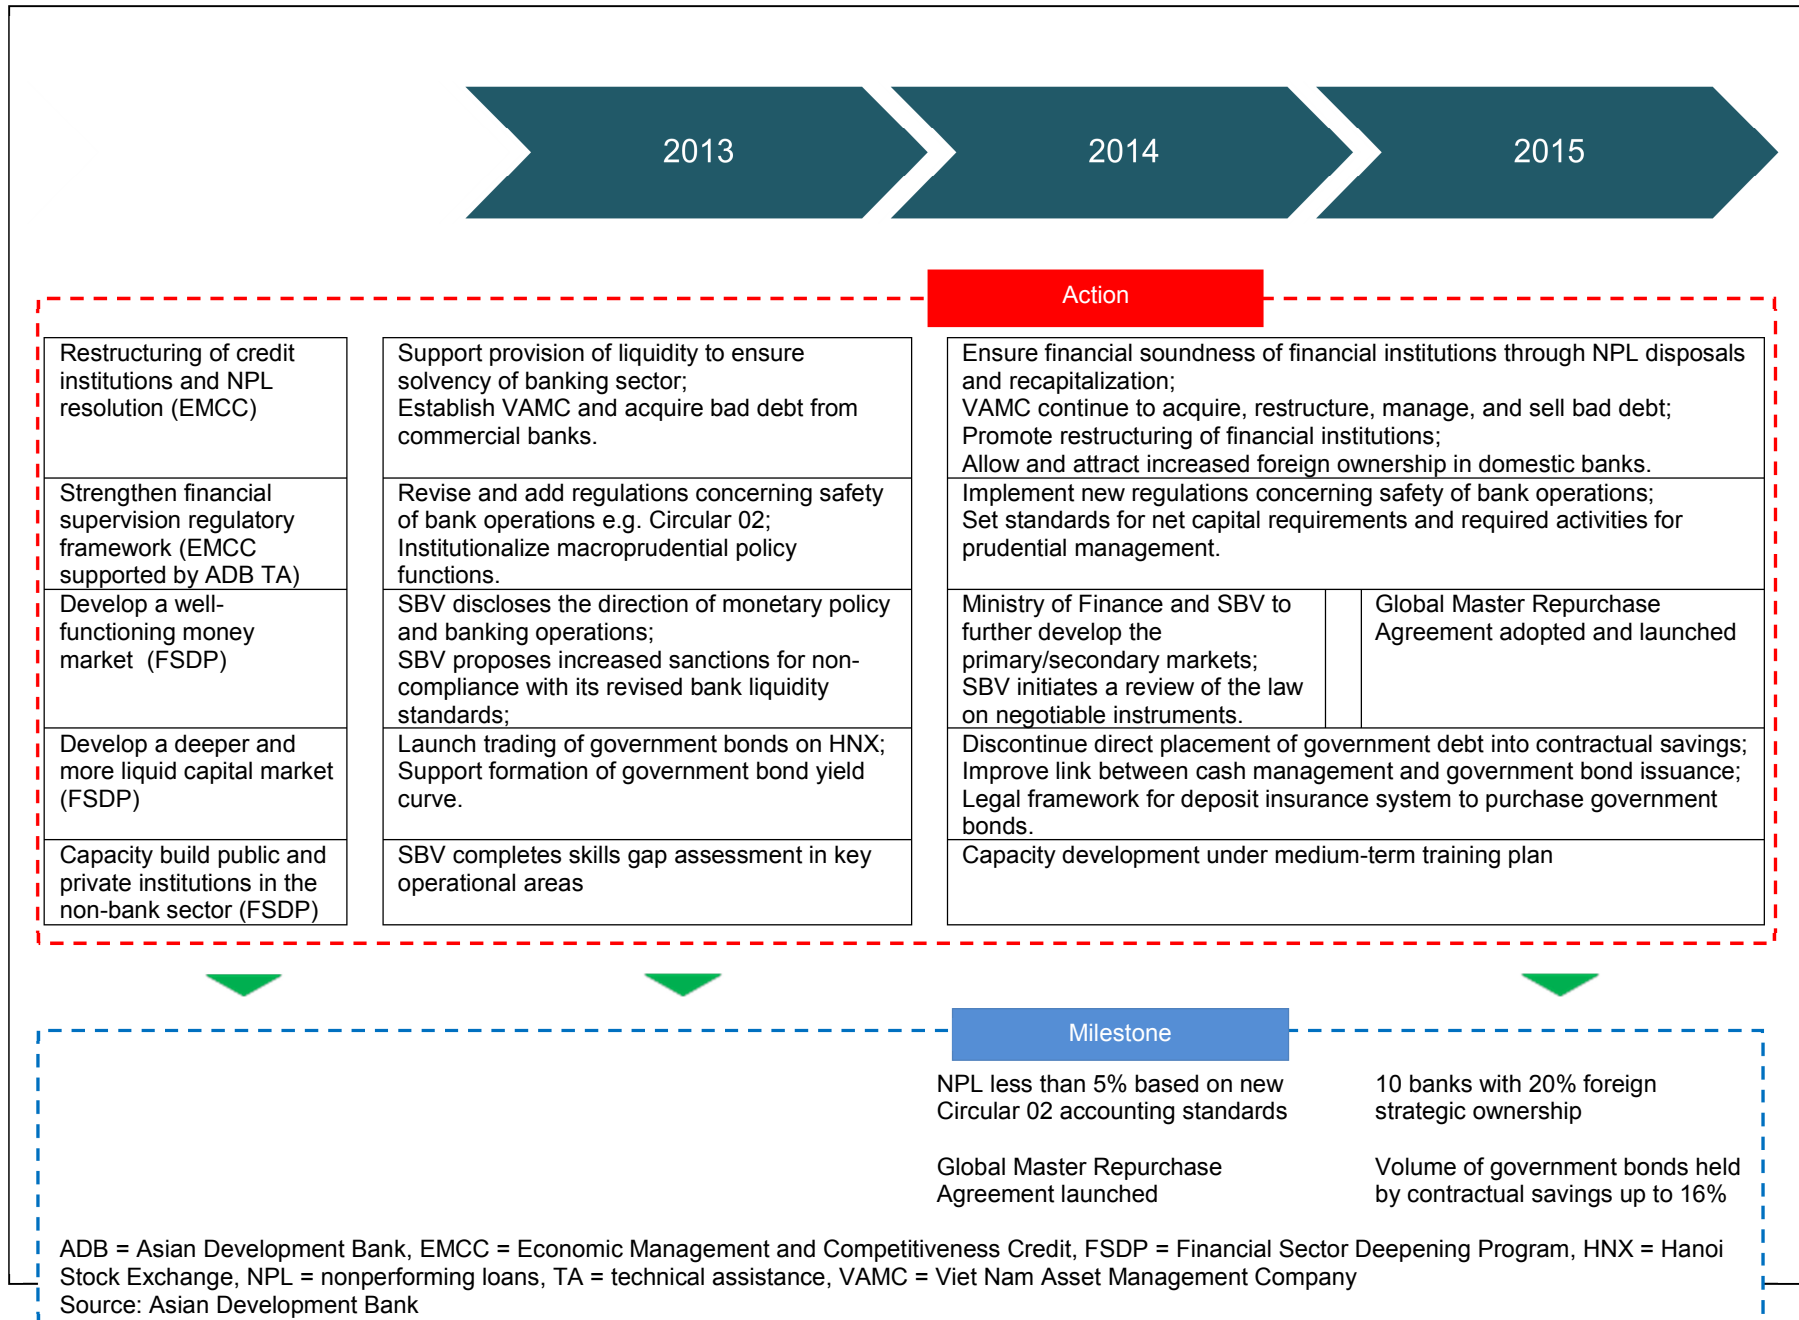 2013
2014
2015
Action
Restructuring of credit
institutions and NPL
resolution (EMCC)
Support provision of liquidity to ensure
solvency of banking sector;
Establish VAMC and acquire bad debt from
commercial banks.
Ensure financial soundness of financial institutions through NPL disposals
and recapitalization;
VAMC continue to acquire, restructure, manage, and sell bad debt;
Promote restructuring of financial institutions;
Allow and attract increased foreign ownership in domestic banks.
Strengthen financial
supervision regulatory
framework (EMCC
supported by ADB TA)
Revise and add regulations concerning safety
of bank operations e.g. Circular 02;
Institutionalize macroprudential policy
functions.
Implement new regulations concerning safety of bank operations;
Set standards for net capital requirements and required activities for
prudential management.
Develop a well-
functioning money
market (FSDP)
SBV discloses the direction of monetary policy
and banking operations;
SBV proposes increased sanctions for non-
compliance with its revised bank liquidity
standards;
Ministry of Finance and SBV to
further develop the
primary/secondary markets;
SBV initiates a review of the law
on negotiable instruments.
Global Master Repurchase
Agreement adopted and launched
Develop a deeper and
more liquid capital market
(FSDP)
Launch trading of government bonds on HNX;
Support formation of government bond yield
curve.
Discontinue direct placement of government debt into contractual savings;
Improve link between cash management and government bond issuance;
Legal framework for deposit insurance system to purchase government
bonds.
Capacity build public and
private institutions in the
non-bank sector (FSDP)
SBV completes skills gap assessment in key
operational areas
Capacity development under medium-term training plan
Milestone
NPL less than 5% based on new
Circular 02 accounting standards
10 banks with 20% foreign
strategic ownership
Global Master Repurchase
Agreement launched
Volume of government bonds held
by contractual savings up to 16%
ADB = Asian Development Bank, EMCC = Economic Management and Competitiveness Credit, FSDP = Financial Sector Deepening Program, HNX = Hanoi
Stock Exchange, NPL = nonperforming loans, TA = technical assistance, VAMC = Viet Nam Asset Management Company
Source: Asian Development Bank